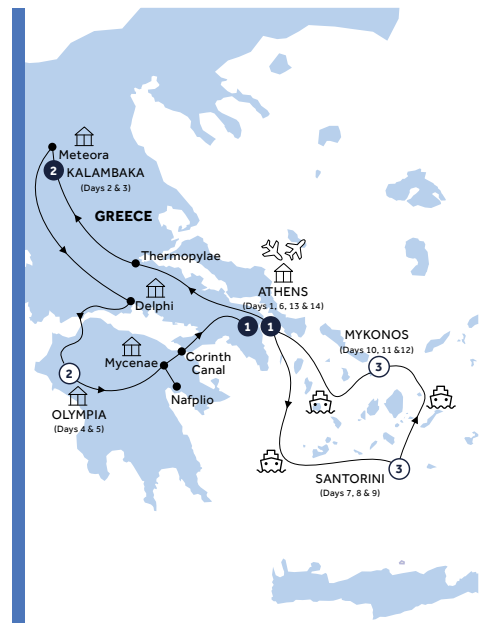 Meteora
2
KALAMBAKA
(Days 2 & 3)
GREECE
Thermopylae
Delphi
ATHENS
(Days 1, 6, 13 & 14)
1
1
Mycenae
Corinth
Canal
Nafplio
2
OLYMPIA
(Days 4 & 5)
MYKONOS
(Days 10, 11 &12)
3
3
SANTORINI
(Days 7, 8 & 9)